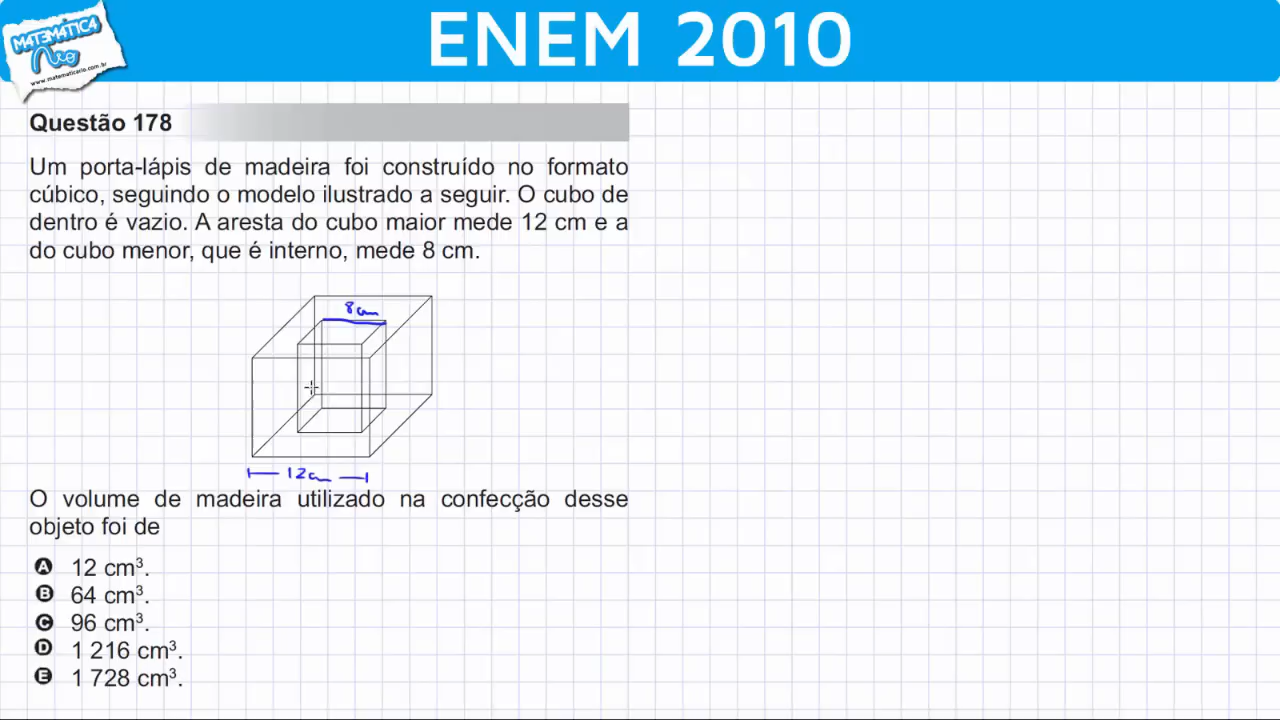 MATEMÁTICA
Rio
www.matematicario.com.br
ENEM 2010
Questão 178
Um porta-lápis de madeira foi construído no formato
cúbico, seguindo o modelo ilustrado a seguir. O cubo de
dentro é vazio. A aresta do cubo maior mede 12 cm e a
do cubo menor, que é interno, mede 8 cm.
8cm
12cm
O volume de madeira utilizado na confecção desse
objeto foi de
A 12 cm³.
B 64 cm³.
C 96 cm³.
D 1 216 cm³.
E 1 728 cm³.